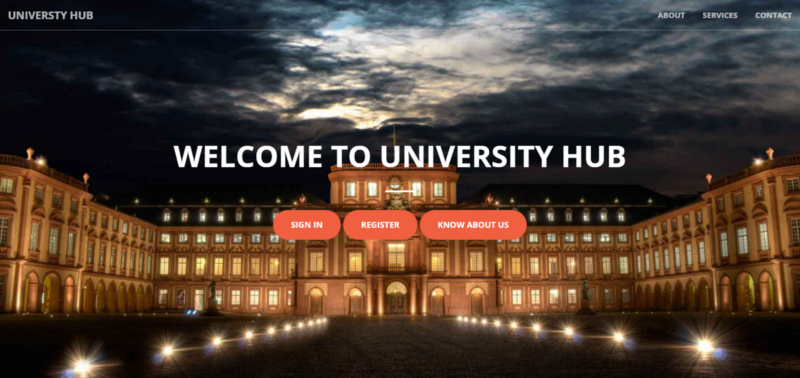 UNIVERSTY HUB
ABOUT SERVICES CONTACT
WELCOME TO UNIVERSITY HUB
SIGN IN REGISTER KNOW ABOUT US